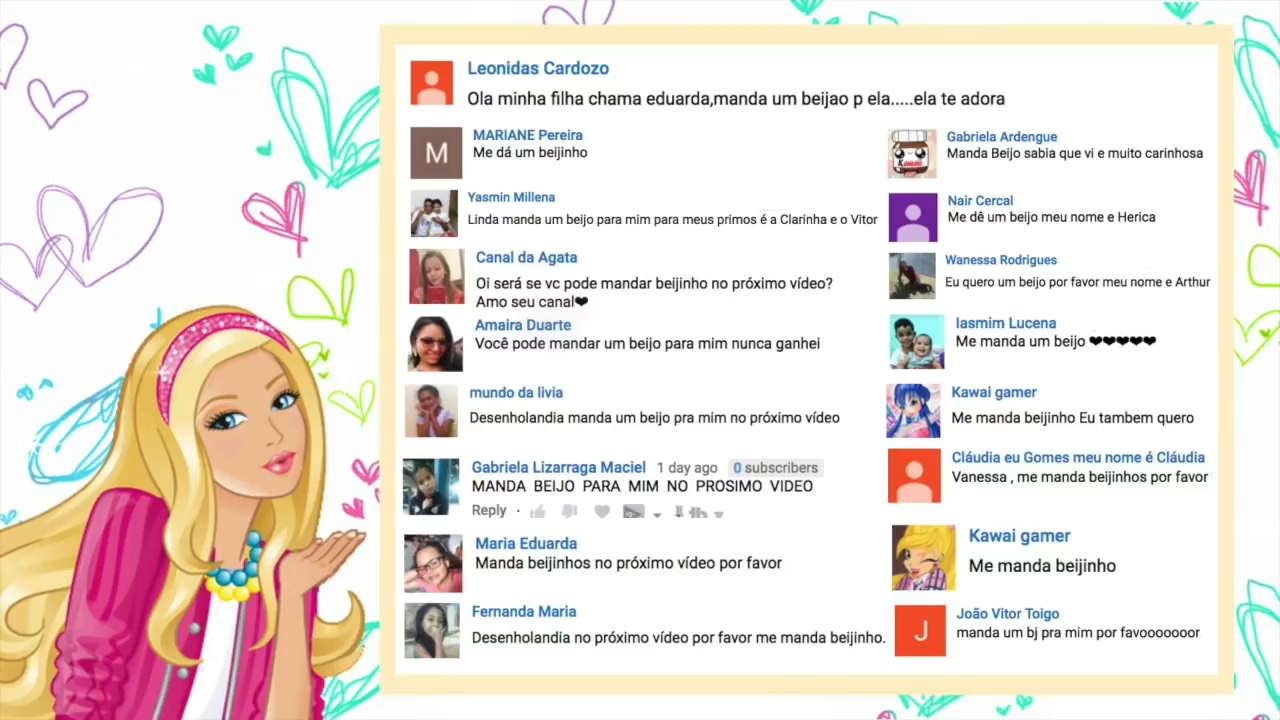 Leonidas Cardozo
Ola minha filha chama eduarda,manda um beijao p ela.....ela te adora
M
MARIANE Pereira
Me dá um beijinho
Yasmin Millena
Linda manda um beijo para mim para meus primos é a Clarinha e o Vitor
Canal da Agata
Oi será se vc pode mandar beijinho no próximo vídeo?
Amo seu canal❤
Amaira Duarte
Você pode mandar um beijo para mim nunca ganhei
mundo da livia
Desenholandia manda um beijo pra mim no próximo vídeo
Gabriela Lizarraga Maciel 1 day ago 0 subscribers
MANDA BEIJO PARA MIM NO PROSIMO VIDEO
Reply ·
Maria Eduarda
Manda beijinhos no próximo vídeo por favor
Fernanda Maria
Desenholandia no próximo vídeo por favor me manda beijinho.
Gabriela Ardengue
Manda Beijo sabia que vi e muito carinhosa
Nair Cercal
Me dê um beijo meu nome e Herica
Wanessa Rodrigues
Eu quero um beijo por favor meu nome e Arthur
Iasmim Lucena
Me manda um beijo ❤❤❤❤❤
Kawai gamer
Me manda beijinho Eu tambem quero
Cláudia eu Gomes meu nome é Cláudia
Vanessa , me manda beijinhos por favor
Kawai gamer
Me manda beijinho
J
João Vitor Toigo
manda um bj pra mim por favooooooor